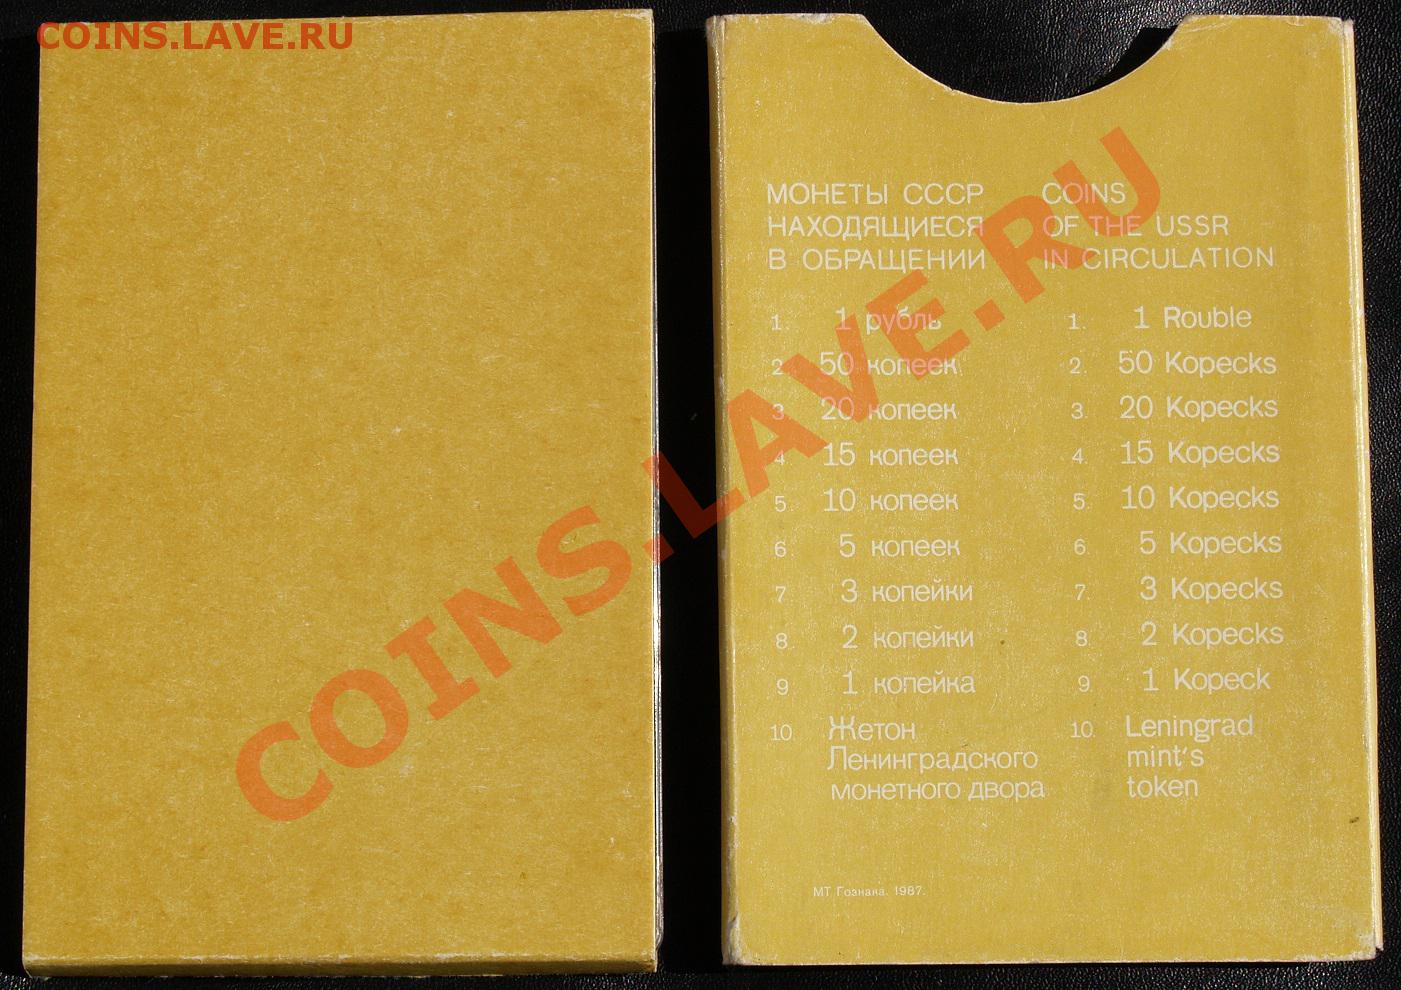 COINS.LAVE.RU
МОНЕТЫ СССР
НАХОДЯЩИЕСЯ
В ОБРАЩЕНИИ
1. 1 рубль
2. 50 копеек
3. 20 копеек
4. 15 копеек
5. 10 копеек
6. 5 копеек
7 3 копейки
8. 2 копейки
9 1 копейка
10. Жетон
Ленинградского
монетного двора
COINS
OF THE USSR
IN CIRCULATION
1. 1 Rouble
2. 50 Kopecks
3. 20 Kopecks
4. 15 Kopecks
5. 10 Kopecks
6. 5 Kopecks
7. 3 Kopecks
8. 2 Kopecks
9. 1 Kopeck
10. Leningrad
mint's
token
МТ Гознака. 1987.
COINS.LAVE.RU